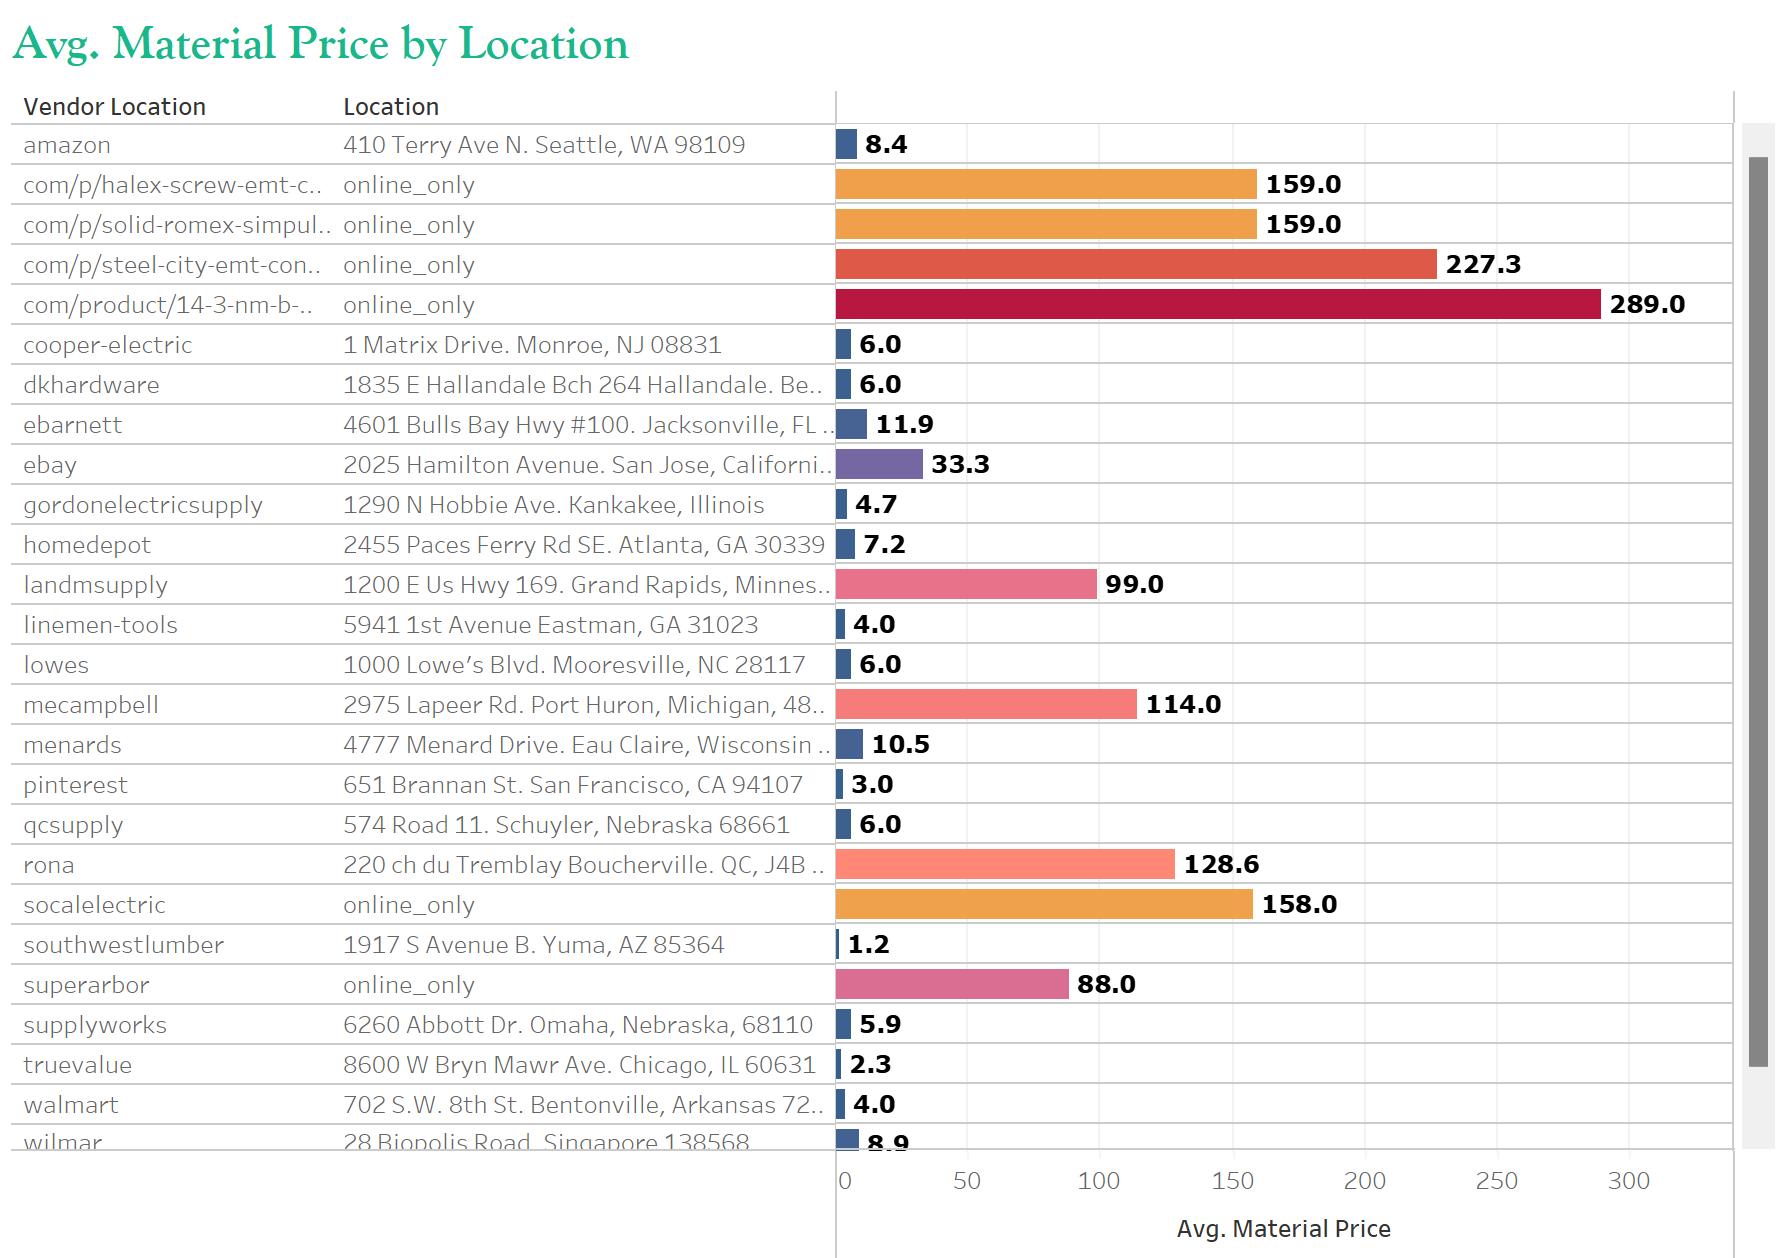 Avg. Material Price by Location
Vendor Location Location
amazon 410 Terry Ave N. Seattle, WA 98109 8.4
com/p/halex-screw-emt-c.. online_only 159.0
com/p/solid-romex-simpul.. online_only 159.0
com/p/steel-city-emt-con.. online_only 227.3
com/product/14-3-nm-b-.. online_only 289.0
cooper-electric 1 Matrix Drive. Monroe, NJ 08831 6.0
dkhardware 1835 E Hallandale Bch 264 Hallandale. Be.. 6.0
ebarnett 4601 Bulls Bay Hwy #100. Jacksonville, FL .. 11.9
ebay 2025 Hamilton Avenue. San Jose, Californi.. 33.3
gordonelectricsupply 1290 N Hobbie Ave. Kankakee, Illinois 4.7
homedepot 2455 Paces Ferry Rd SE. Atlanta, GA 30339 7.2
landmsupply 1200 E Us Hwy 169. Grand Rapids, Minnes.. 99.0
linemen-tools 5941 1st Avenue Eastman, GA 31023 4.0
lowes 1000 Lowe’s Blvd. Mooresville, NC 28117 6.0
mecampbell 2975 Lapeer Rd. Port Huron, Michigan, 48.. 114.0
menards 4777 Menard Drive. Eau Claire, Wisconsin .. 10.5
pinterest 651 Brannan St. San Francisco, CA 94107 3.0
qcsupply 574 Road 11. Schuyler, Nebraska 68661 6.0
rona 220 ch du Tremblay Boucherville. QC, J4B .. 128.6
socalelectric online_only 158.0
southwestlumber 1917 S Avenue B. Yuma, AZ 85364 1.2
superarbor online_only 88.0
supplyworks 6260 Abbott Dr. Omaha, Nebraska, 68110 5.9
truevalue 8600 W Bryn Mawr Ave. Chicago, IL 60631 2.3
walmart 702 S.W. 8th St. Bentonville, Arkansas 72.. 4.0
wilmar 28 Biopolis Road. Singapore 138568 8.9
0 50 100 150 200 250 300
Avg. Material Price